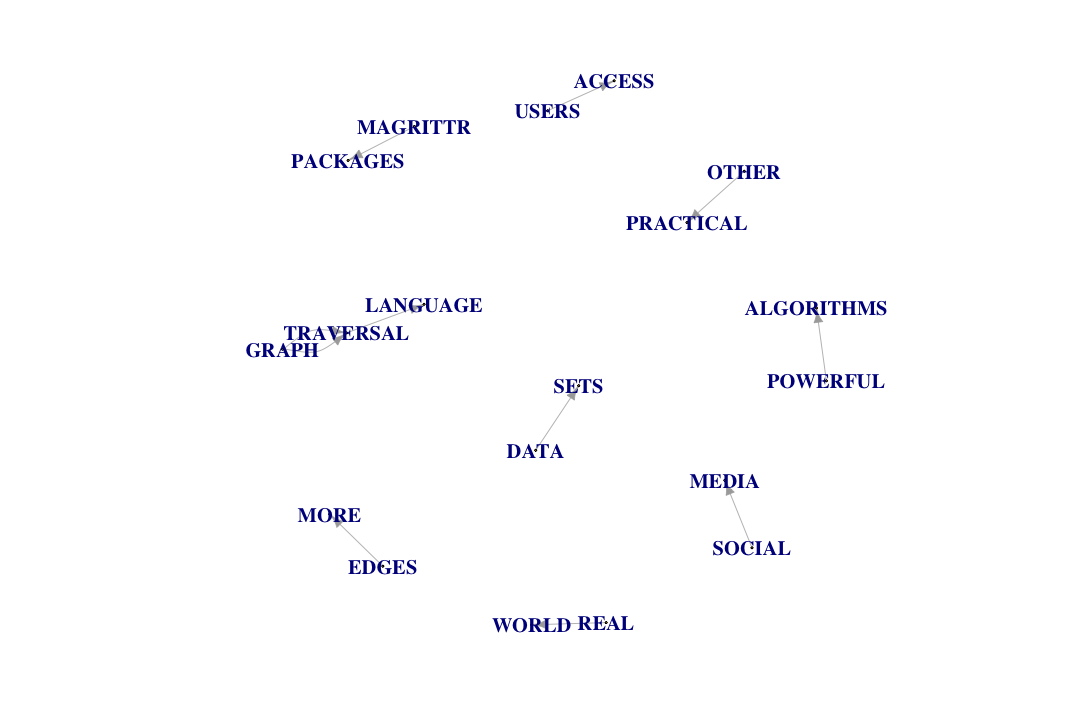 ACCESS
USERS
MAGRITTR
PACKAGES
OTHER
PRACTICAL
LANGUAGE
ALGORITHMS
TRAVERSAL
GRAPH
POWERFUL
SETS
DATA
MEDIA
MORE
SOCIAL
EDGES
WORLD REAL